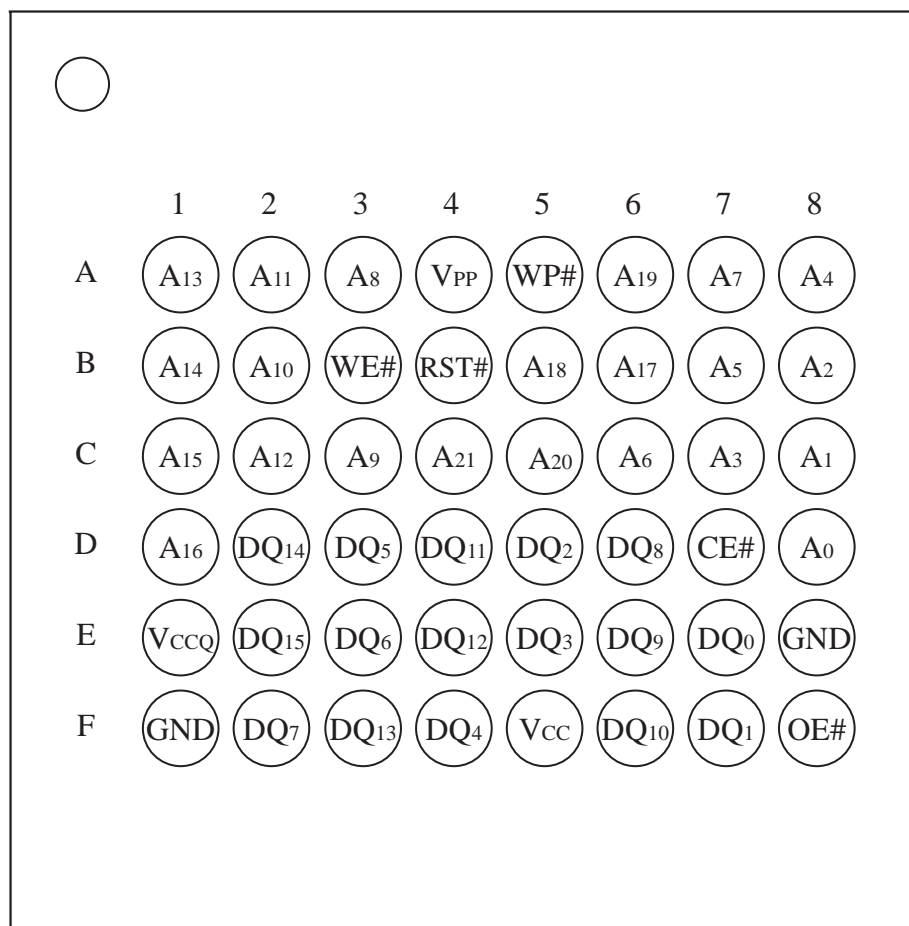 1 2 3 4 5 6 7 8
A A13 A11 A8 VPP WP# A19 A7 A4
B A14 A10 WE# RST# A18 A17 A5 A2
C A15 A12 A9 A21 A20 A6 A3 A1
D A16 DQ14 DQ5 DQ11 DQ2 DQ8 CE# A0
E VCCQ DQ15 DQ6 DQ12 DQ3 DQ9 DQ0 GND
F GND DQ7 DQ13 DQ4 VCC DQ10 DQ1 OE#